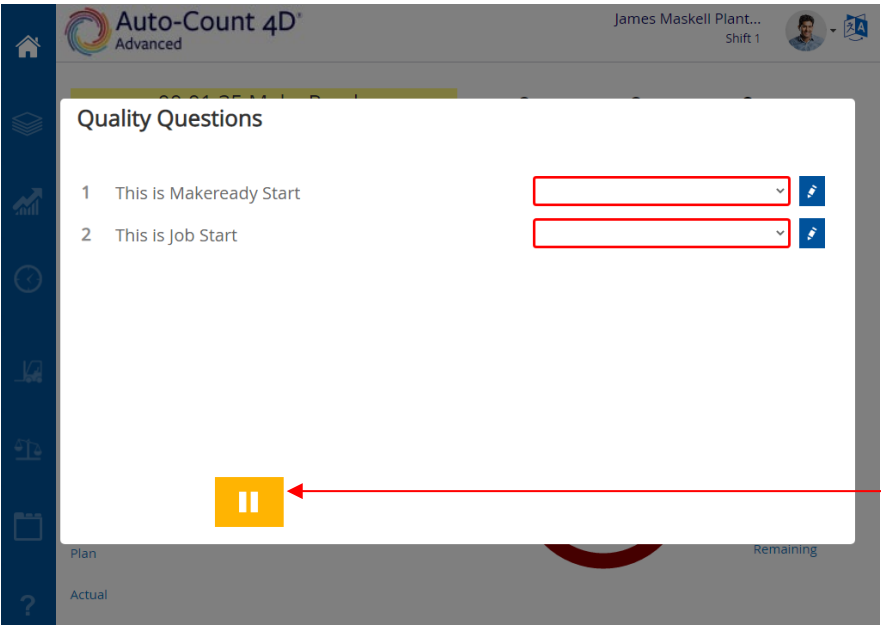 Auto-Count 4D®
Advanced
James Maskell Plant...
Shift 1
Quality Questions
1 This is Makeready Start
2 This is Job Start
Plan
Remaining
Actual
?